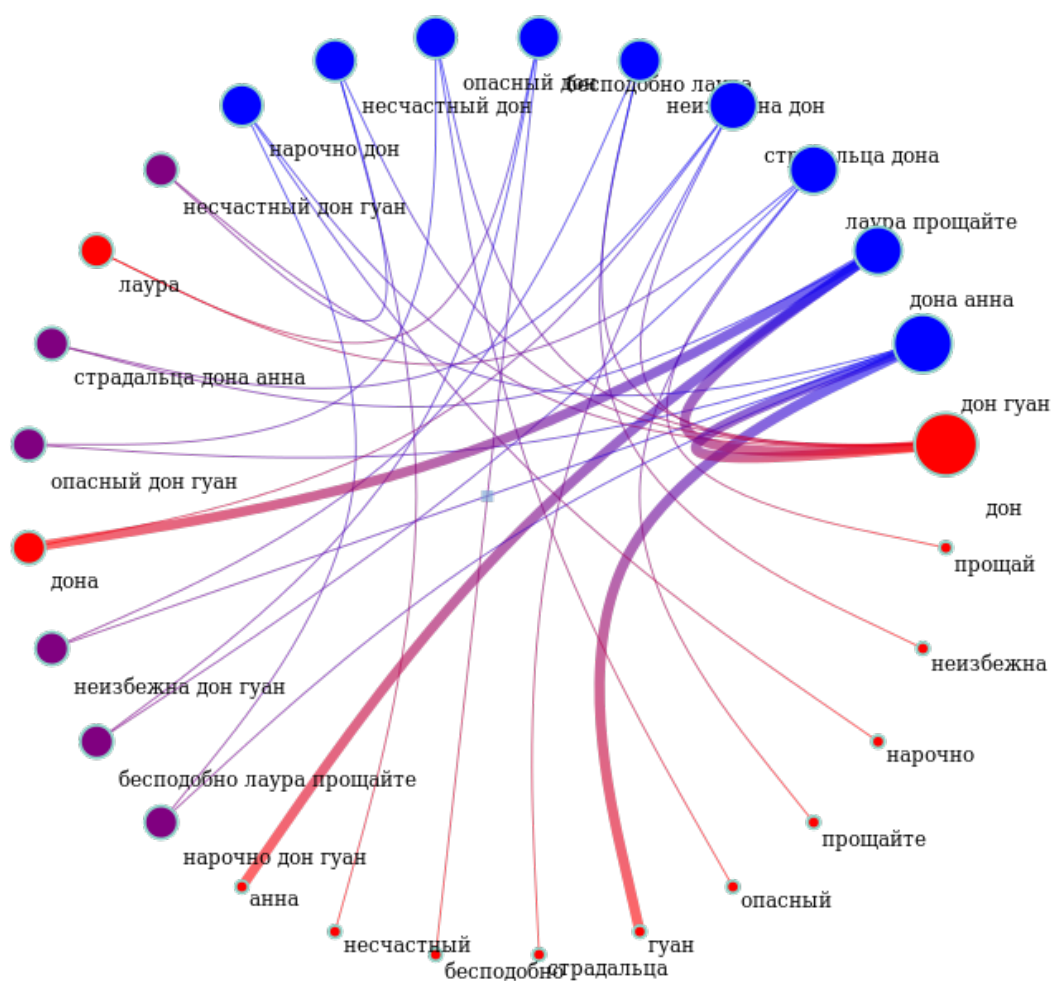 опасный дон
бесподобно лаура
несчастный дон
неизбежна дон
нарочно дон
страдальца дона
несчастный дон гуан
лаура прощайте
лаура
дона анна
страдальца дона анна
дон гуан
опасный дон гуан
дон
прощай
дона
неизбежна
неизбежна дон гуан
нарочно
бесподобно лаура прощайте
прощайте
нарочно дон гуан
анна
опасный
несчастный
гуан
бесподобно
страдальца